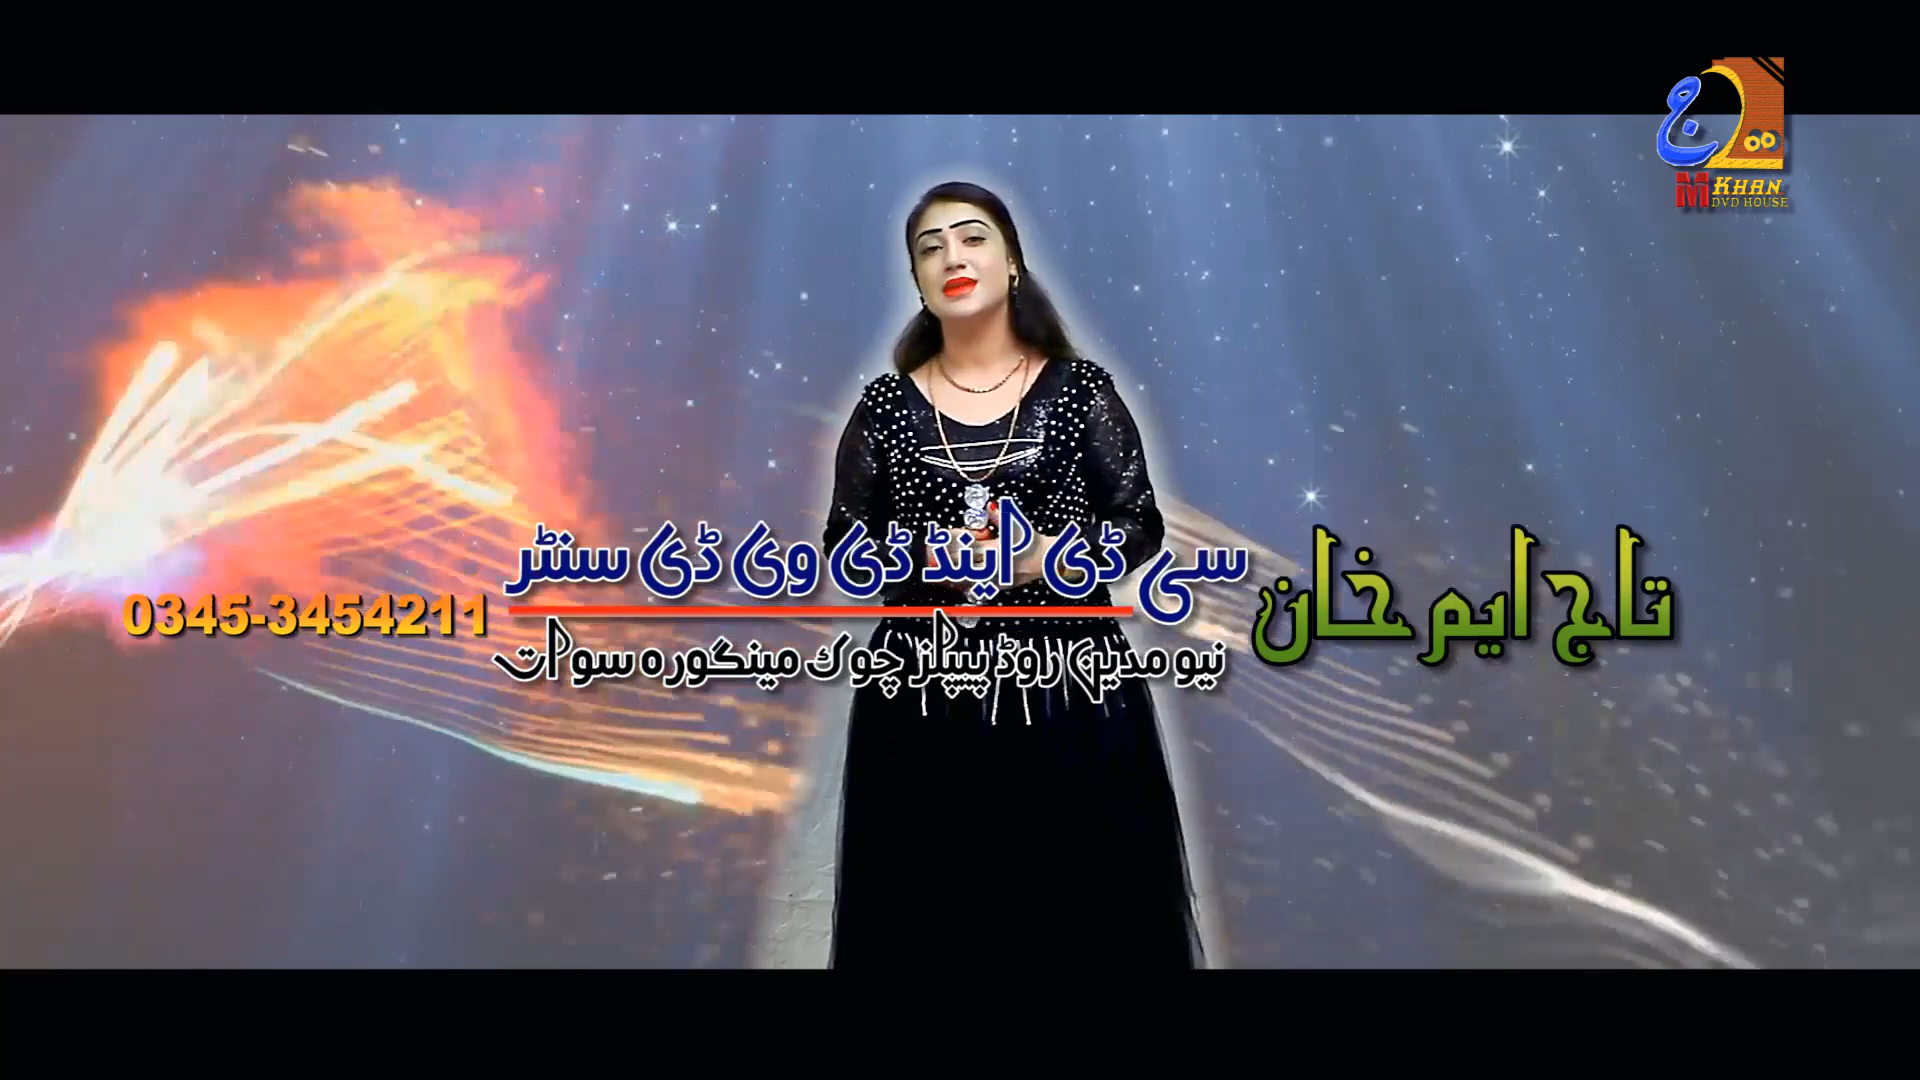 تاج ایم خان
سی ڈی اینڈ ڈی وی ڈی سنٹر
نیو مدین روڈ پیپلز چوک مینگورہ سوات
0345-3454211
تاج
M KHAN
DVD HOUSE